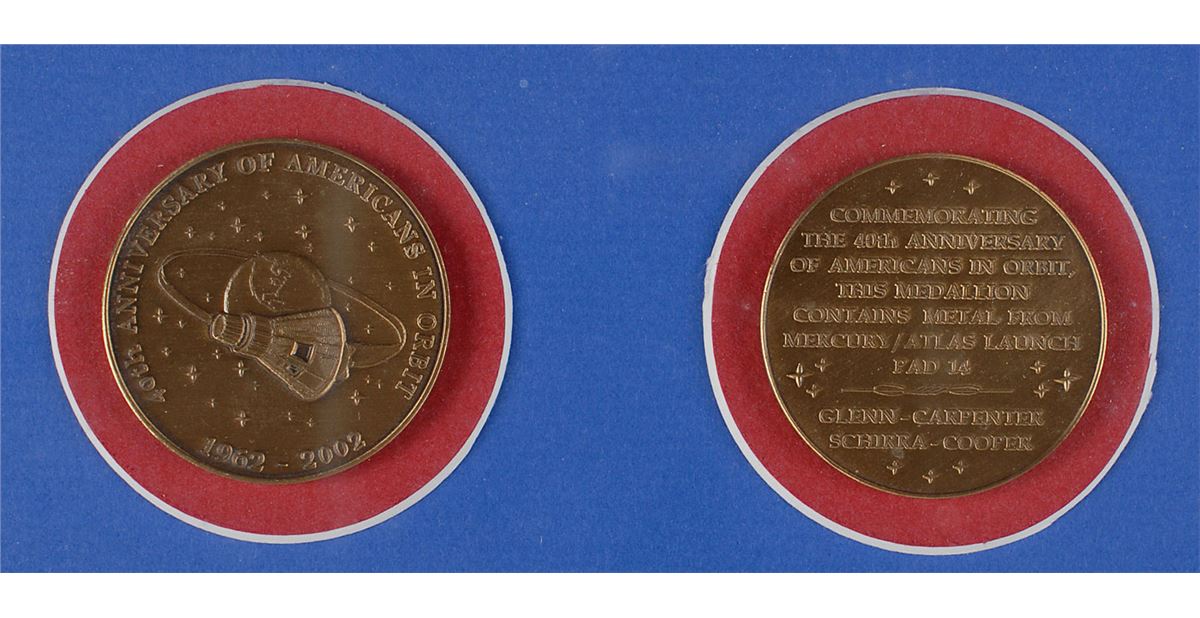 40th ANNIVERSARY OF AMERICANS IN ORBIT
1962 - 2002
COMMEMORATING
THE 40th ANNIVERSARY
OF AMERICANS IN ORBIT,
THIS MEDALLION
CONTAINS METAL FROM
MERCURY/ATLAS LAUNCH
PAD 14
GLENN - CARPENTER
SCHIRRA - COOPER